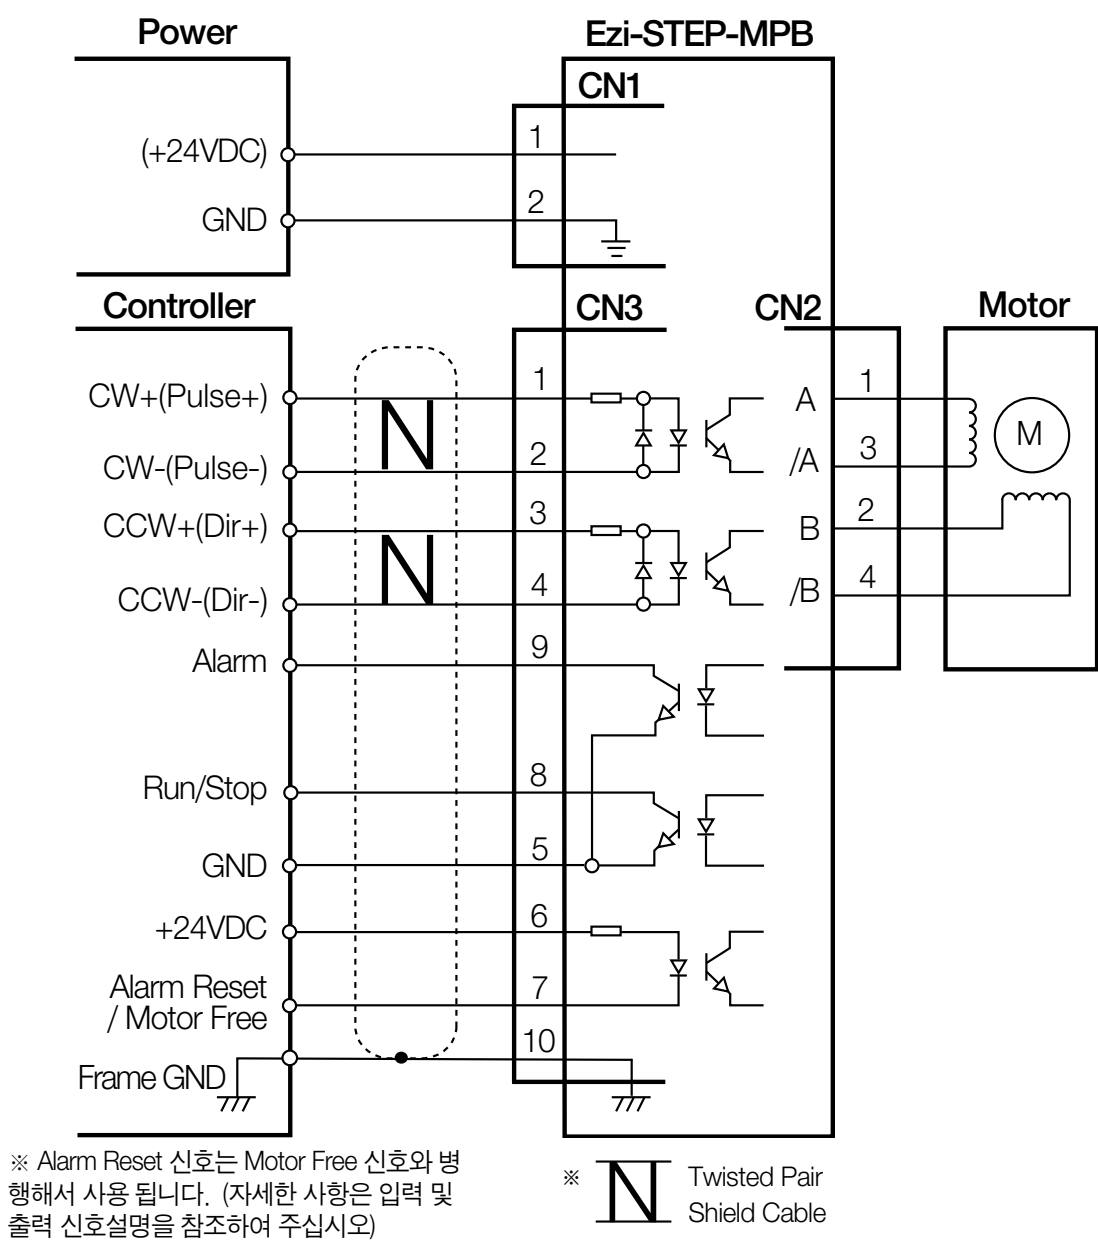 Power
Ezi-STEP-MPB
CN1
(+24VDC)
1
GND
2
Controller
CN3
CN2
Motor
CW+(Pulse+)
1
A
1
M
CW-(Pulse-)
2
/A
3
CCW+(Dir+)
3
B
2
CCW-(Dir-)
4
/B
4
Alarm
9
Run/Stop
8
GND
5
+24VDC
6
Alarm Reset
/ Motor Free
7
10
Frame GND
※ Alarm Reset 신호는 Motor Free 신호와 병
행해서 사용 됩니다. (자세한 사항은 입력 및
출력 신호설명을 참조하여 주십시오)
※ Twisted Pair
Shield Cable